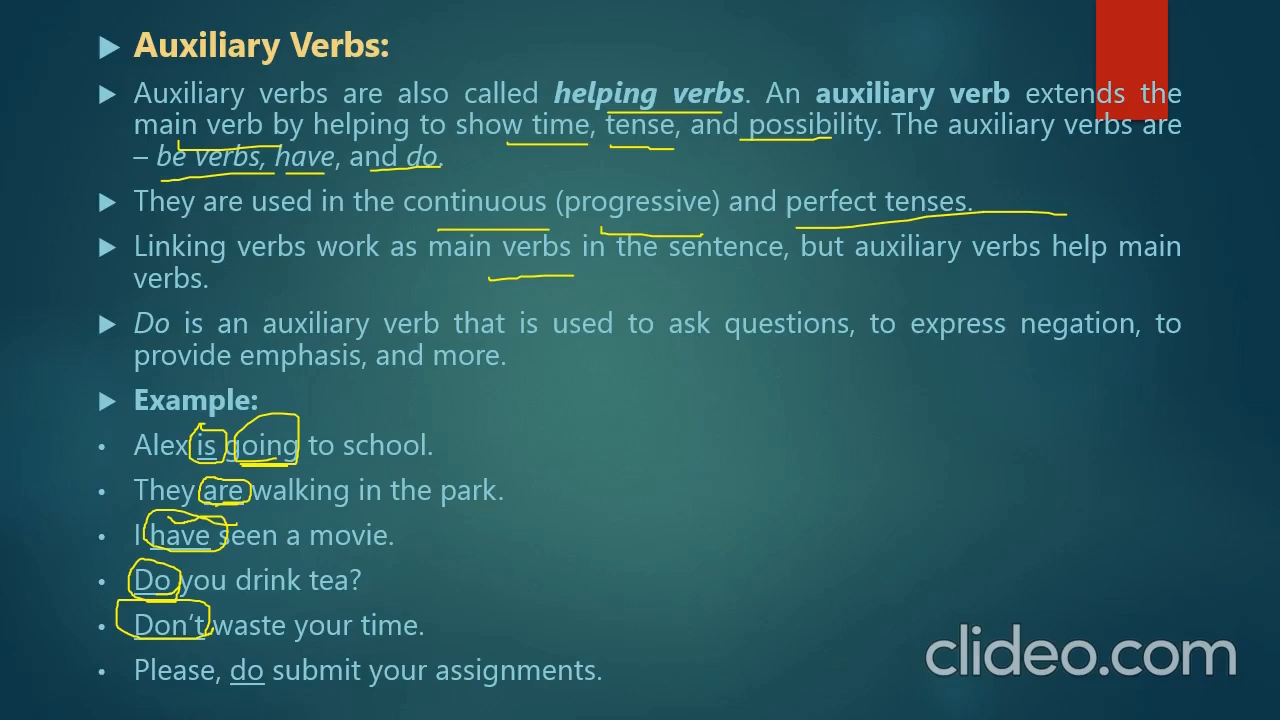 Auxiliary Verbs:
Auxiliary verbs are also called helping verbs. An auxiliary verb extends the
main verb by helping to show time, tense, and possibility. The auxiliary verbs are
– be verbs, have, and do.
They are used in the continuous (progressive) and perfect tenses.
Linking verbs work as main verbs in the sentence, but auxiliary verbs help main
verbs.
Do is an auxiliary verb that is used to ask questions, to express negation, to
provide emphasis, and more.
Example:
Alex is going to school.
They are walking in the park.
I have seen a movie.
Do you drink tea?
Don't waste your time.
Please, do submit your assignments.
clideo.com